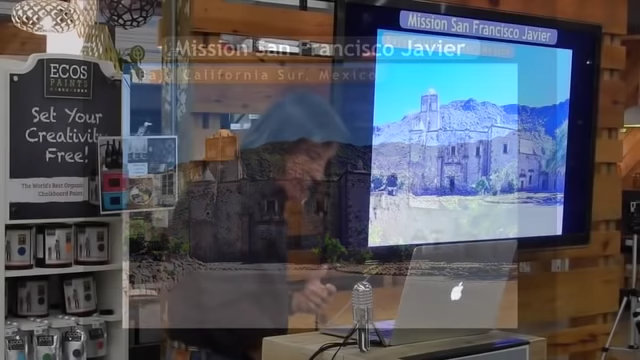 Mission San Francisco Javier
Mission San Francisco Javier
Baja California Sur, Mexico
ECOS
PAINTS
Set Your
Creativity
Free!
The World's Best Organic
Chalkboard Paint